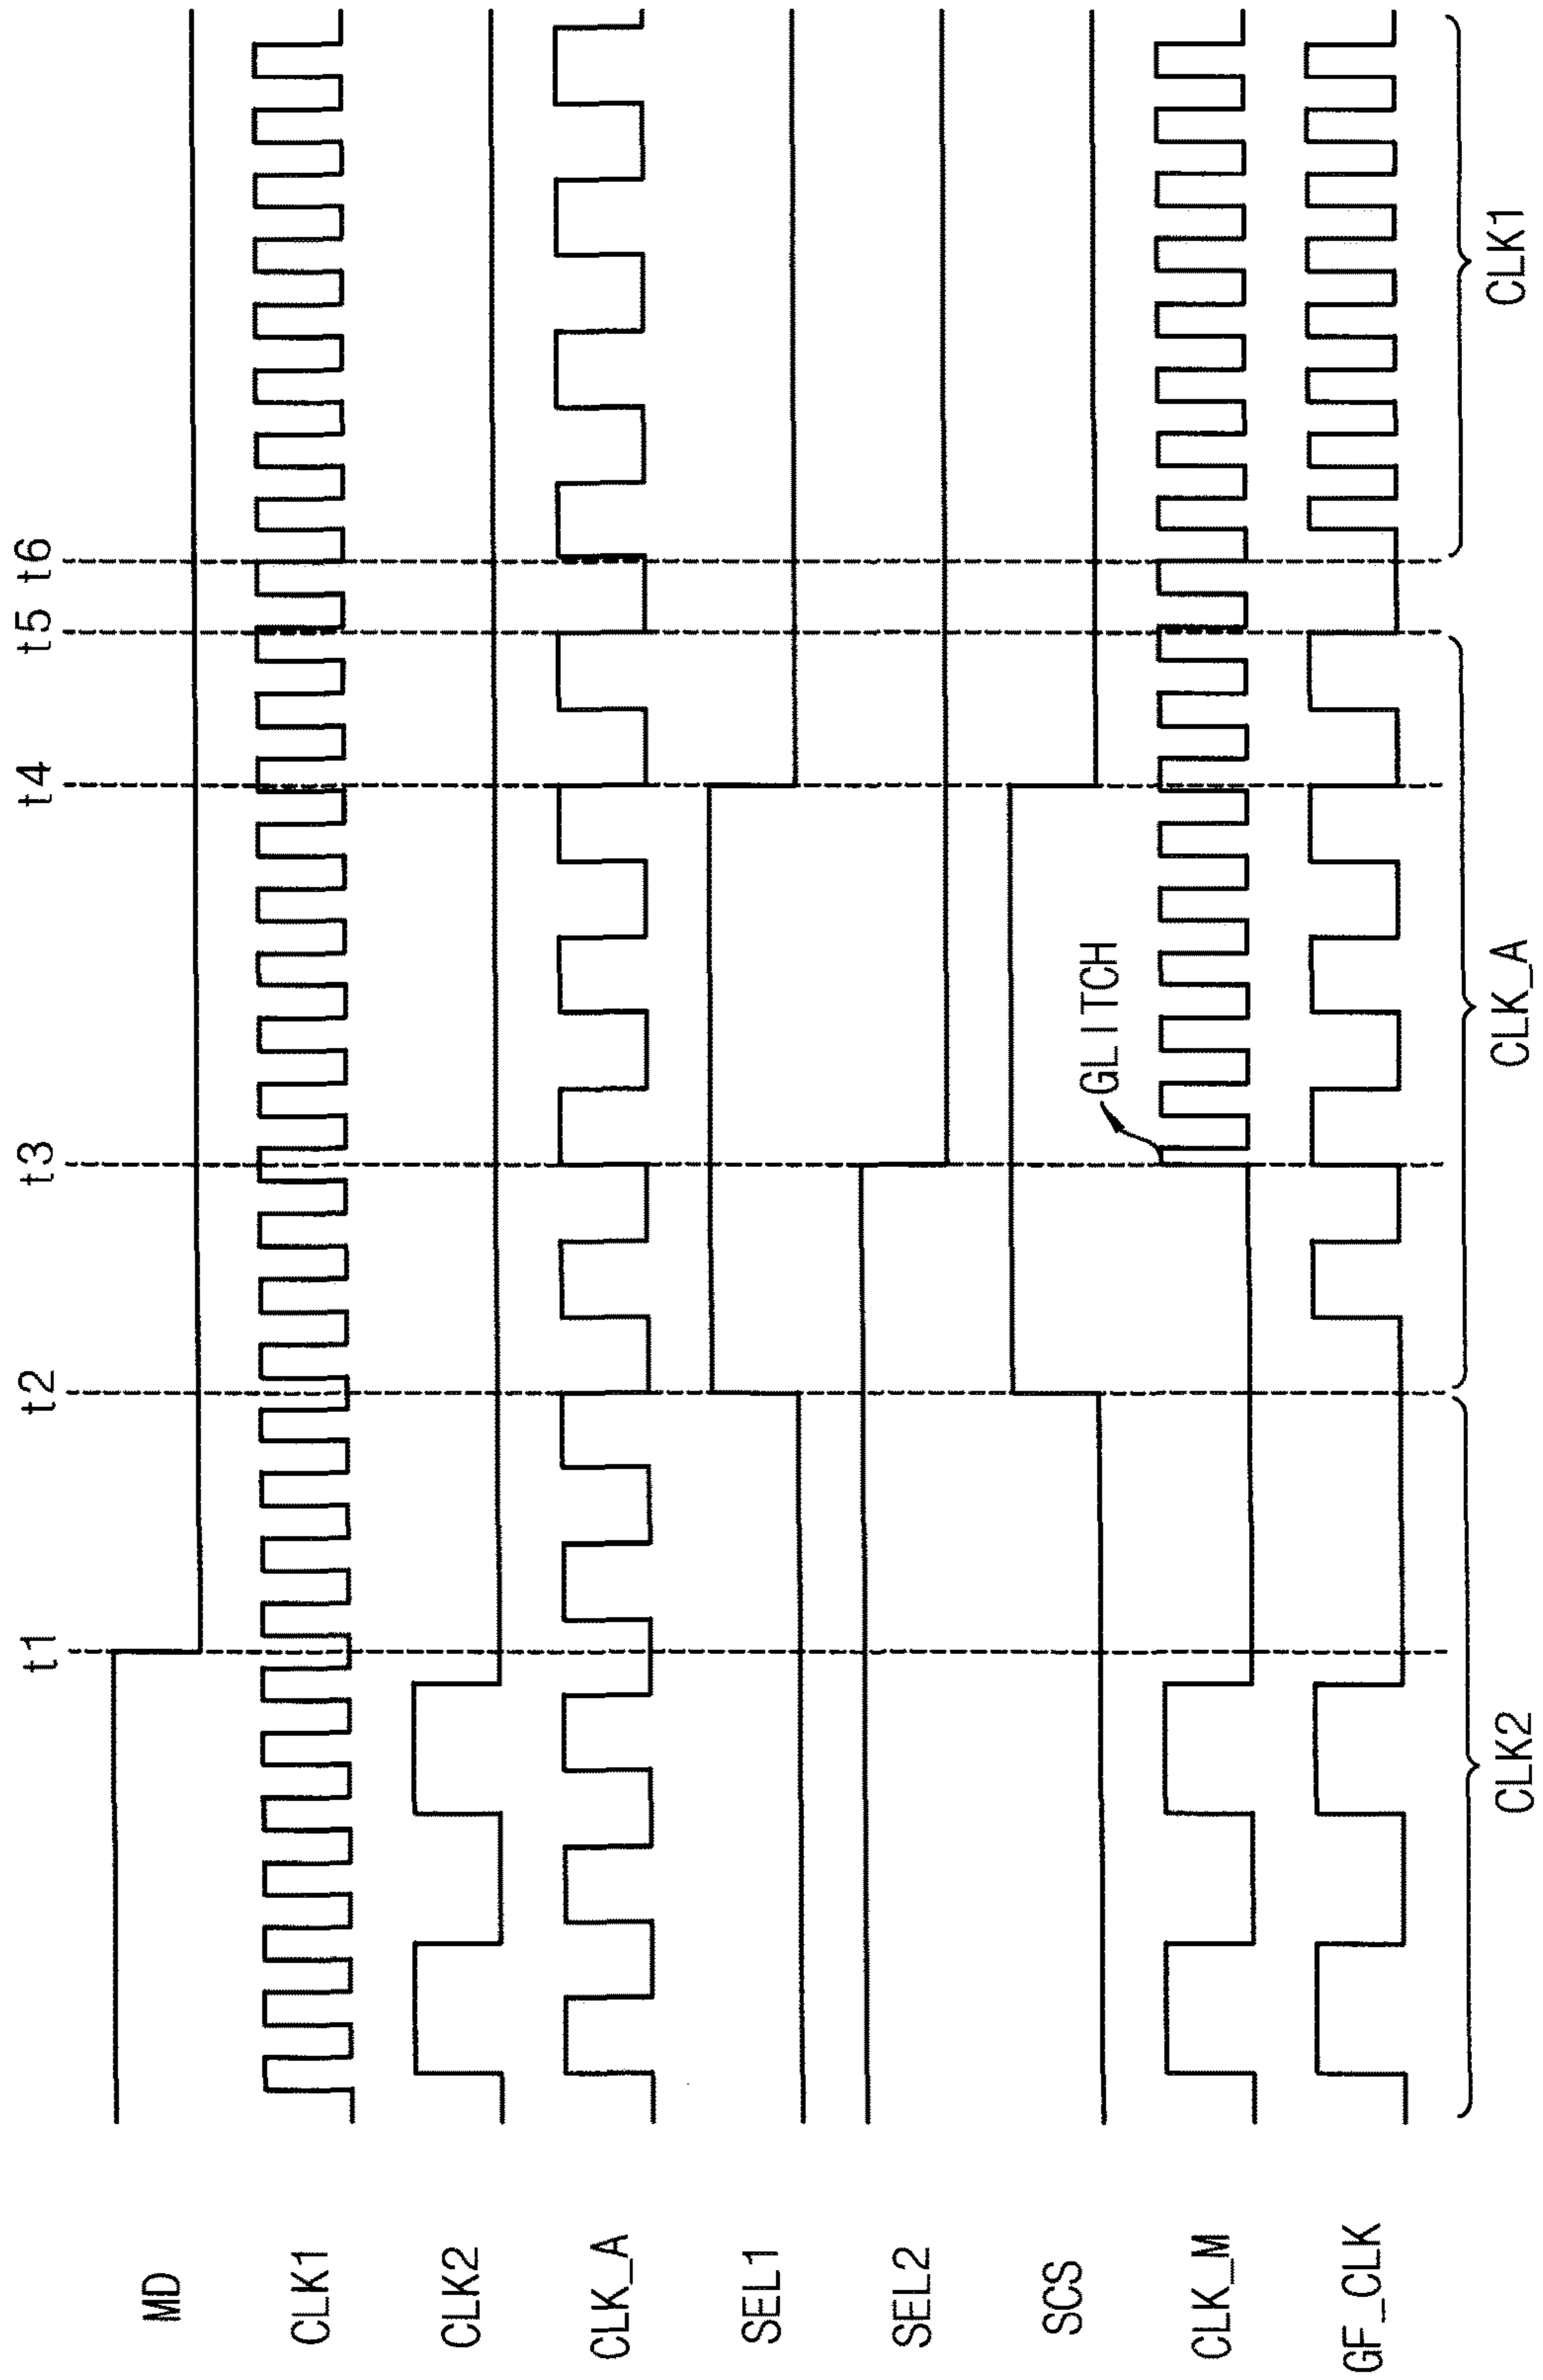 t1
t2
t3
t4
t5
t6
MD
CLK1
CLK2
CLK_A
SEL1
SEL2
SCS
GLITCH
CLK_M
GF_CLK
CLK2
CLK_A
CLK1